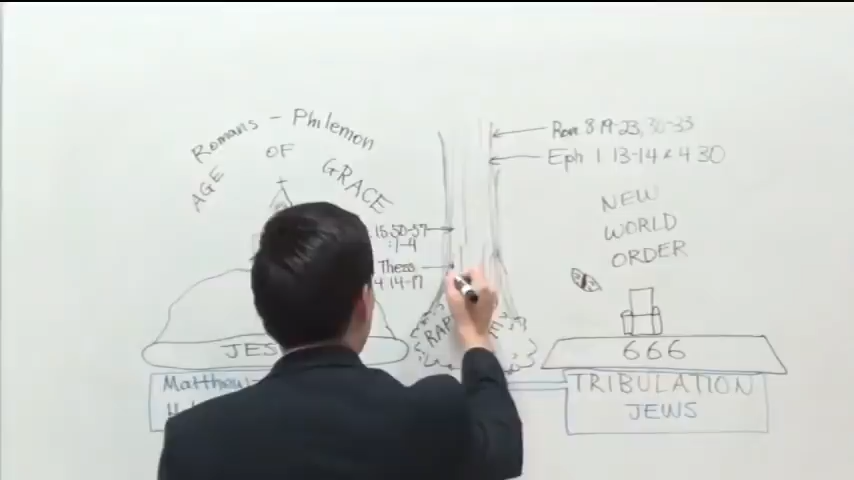 Romans - Philemon
AGE OF GRACE
15:50-57
:1-4
Thess
4:14-17
JES
Matthew
RAP E
Rom 8:19-23, 30-33
Eph 1:13-14 & 4:30
NEW
WORLD
ORDER
666
TRIBULATION
JEWS